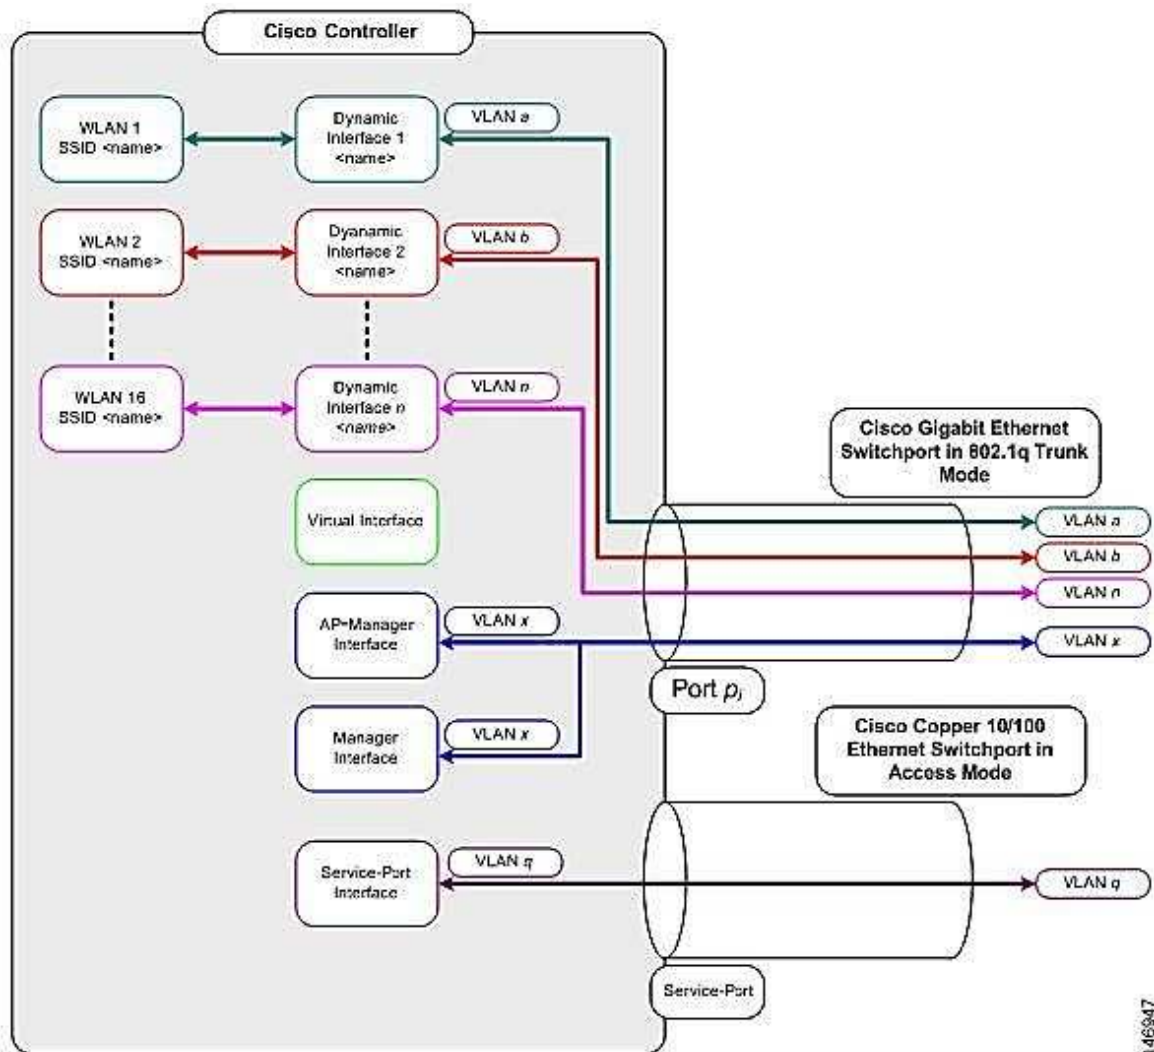 Cisco Controller
WLAN 1
SSID <name>
Dynamic
Interface 1
<name>
VLAN a
WLAN 2
SSID <name>
Dyanamic
Interface 2
<name>
VLAN b
WLAN 16
SSID <name>
Dynamic
Interface n
<name>
VLAN n
Virtual Interface
AP-Manager
Interface
VLAN x
Manager
Interface
VLAN x
Service-Port
Interface
VLAN q
Cisco Gigabit Ethernet
Switchport in 802.1q Trunk
Mode
VLAN a
VLAN b
VLAN n
VLAN x
Port pi
Cisco Copper 10/100
Ethernet Switchport in
Access Mode
VLAN q
Service-Port
146947